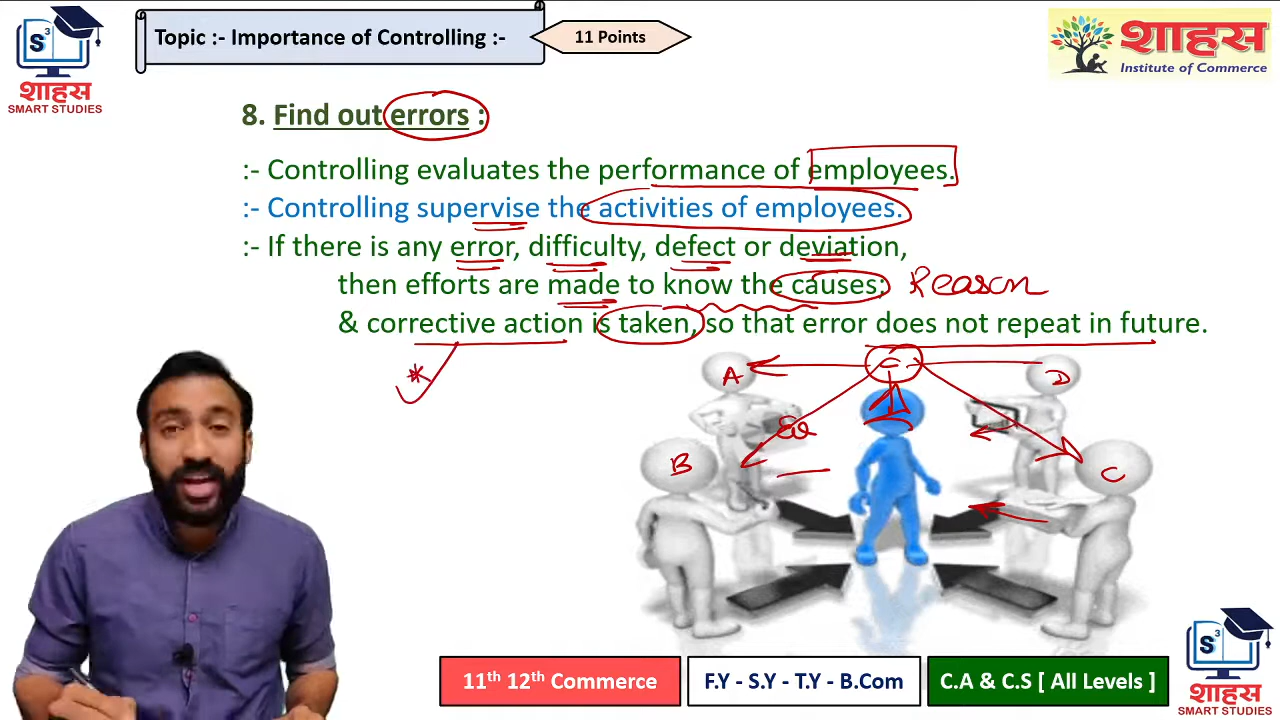 S³
शाहस
SMART STUDIES
Topic :- Importance of Controlling :-
11 Points
शाहस
Institute of Commerce
8. Find out errors :
:- Controlling evaluates the performance of employees.
:- Controlling supervise the activities of employees.
:- If there is any error, difficulty, defect or deviation,
then efforts are made to know the causes; Reason
& corrective action is taken, so that error does not repeat in future.
A C D
B C
11th 12th Commerce
F.Y - S.Y - T.Y - B.Com
C.A & C.S [ All Levels ]
S³
शाहस
SMART STUDIES